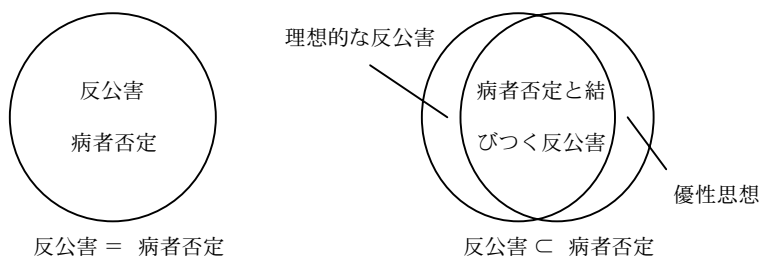 反公害
病者否定
反公害 = 病者否定
理想的な反公害
病者否定と結
びつく反公害
優性思想
反公害 ⊂ 病者否定